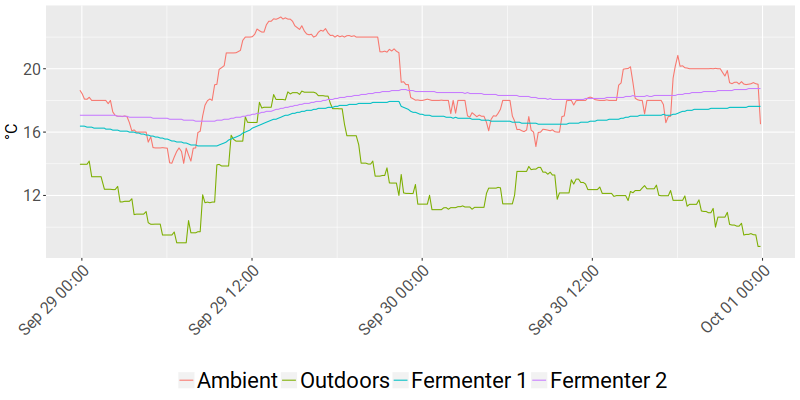 20
16
12
°C
Sep 29 00:00
Sep 29 12:00
Sep 30 00:00
Sep 30 12:00
Oct 01 00:00
Ambient Outdoors Fermenter 1 Fermenter 2